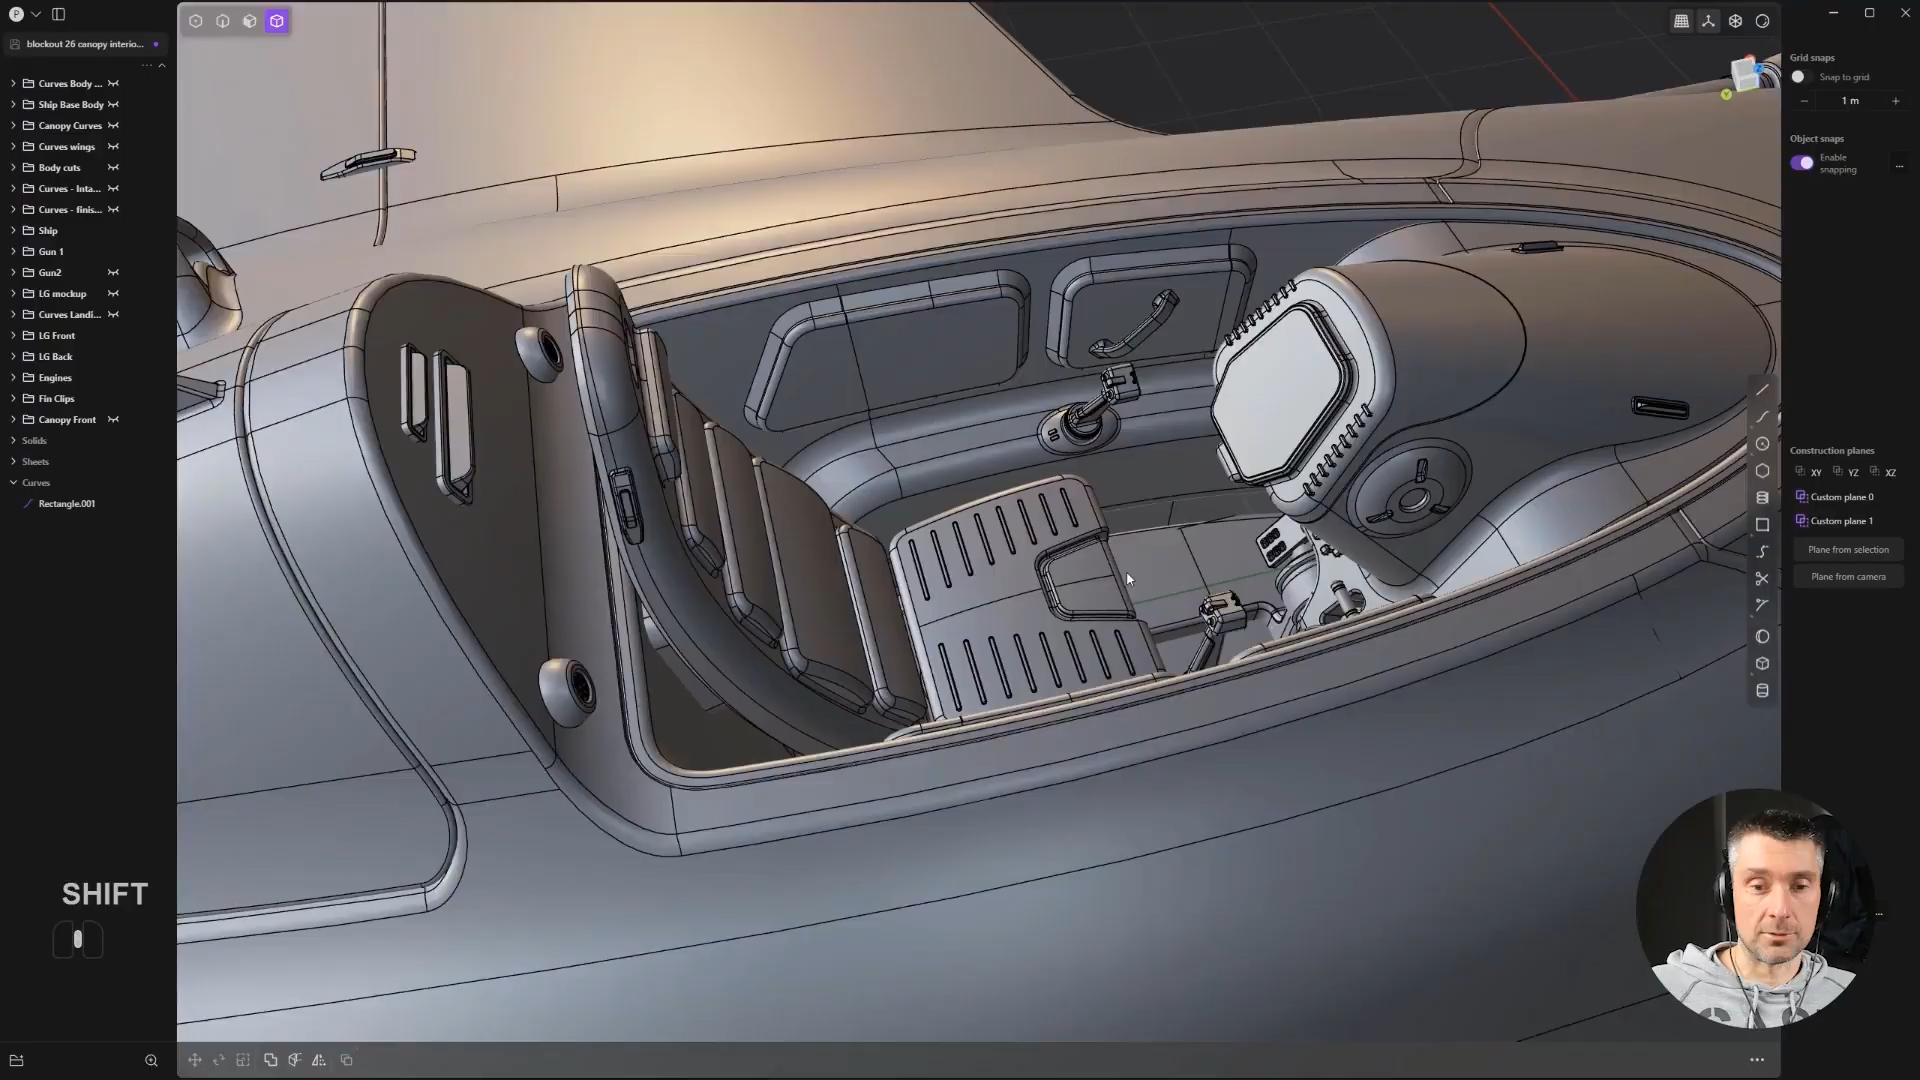 P
blockout 26 canopy interio...
Curves Body ...
Ship Base Body
Canopy Curves
Curves wings
Body cuts
Curves - Inta...
Curves - finis...
Ship
Gun 1
Gun2
LG mockup
Curves Landi...
LG Front
LG Back
Engines
Fin Clips
Canopy Front
Solids
Sheets
Curves
Rectangle.001
SHIFT
Grid snaps
Snap to grid
1 m
Object snaps
Enable
snapping
Construction planes
XY
YZ
XZ
Custom plane 0
Custom plane 1
Plane from selection
Plane from camera